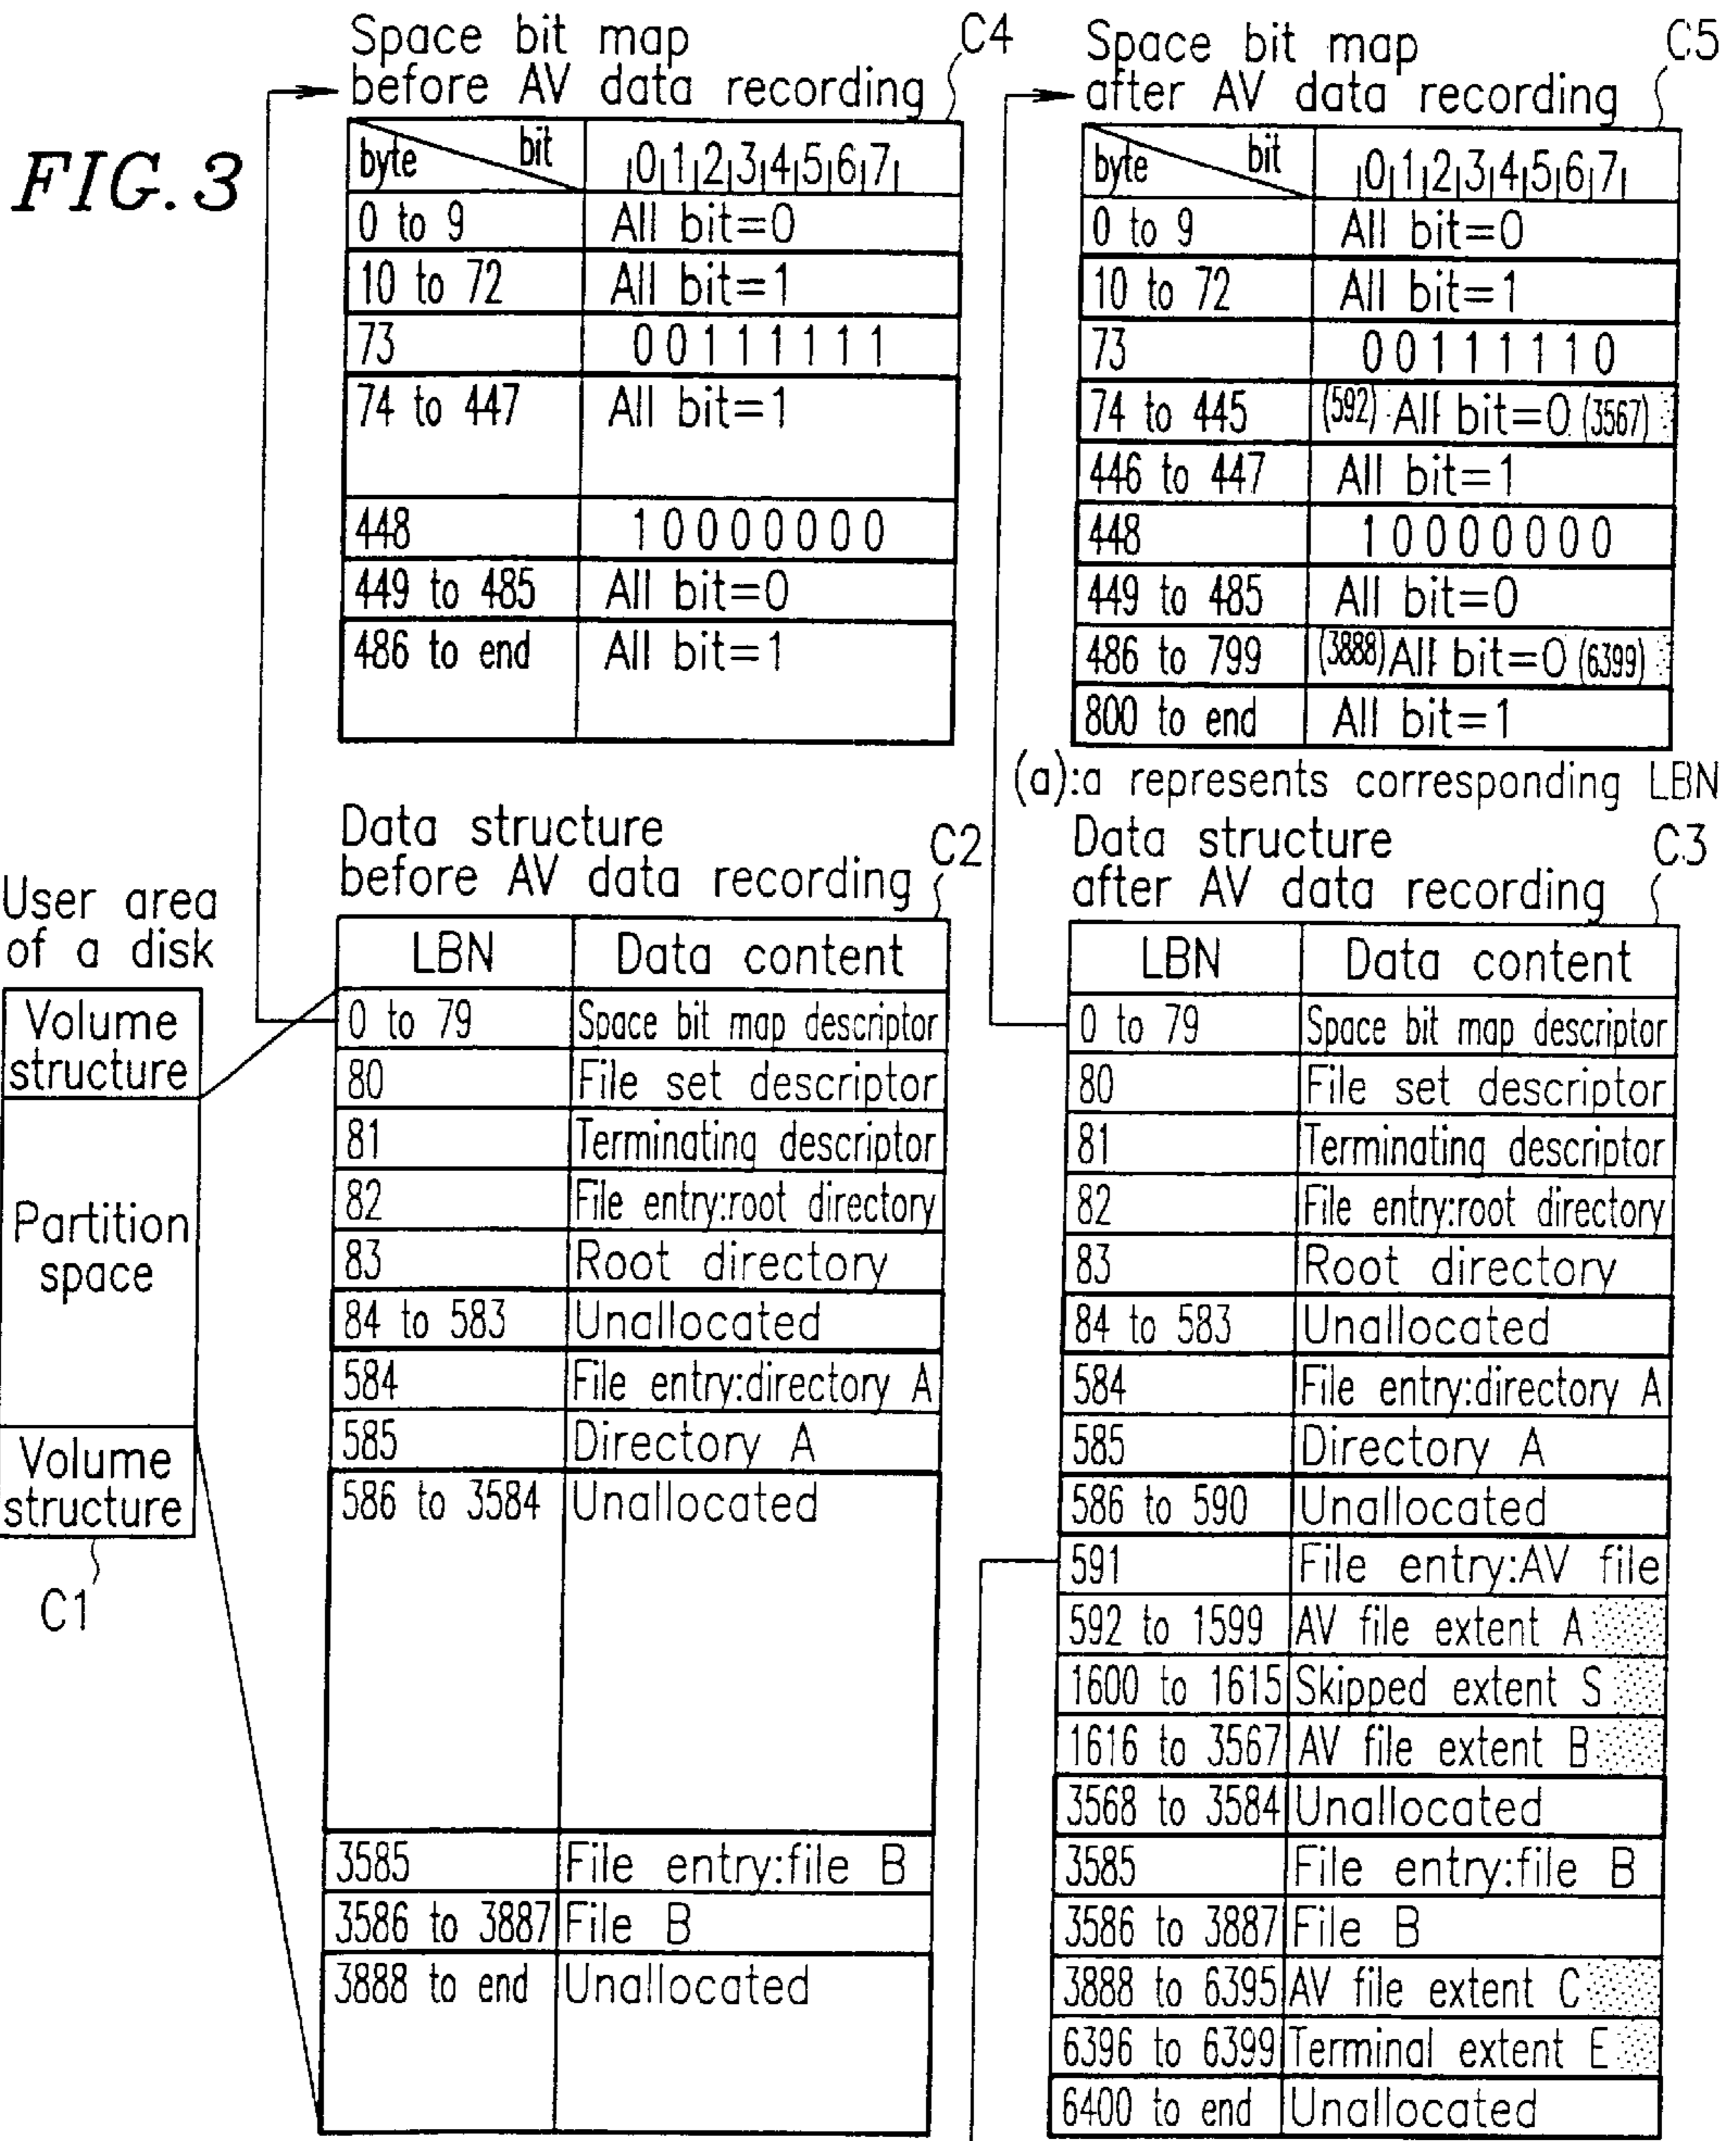 FIG. 3
Space bit map
before AV data recording
C4
byte bit 0 1 2 3 4 5 6 7
0 to 9 All bit=0
10 to 72 All bit=1
73 0 0 1 1 1 1 1 1
74 to 447 All bit=1
448 1 0 0 0 0 0 0 0
449 to 485 All bit=0
486 to end All bit=1
Space bit map
after AV data recording
C5
byte bit 0 1 2 3 4 5 6 7
0 to 9 All bit=0
10 to 72 All bit=1
73 0 0 1 1 1 1 1 0
74 to 445 (592) All bit=0 (3567)
446 to 447 All bit=1
448 1 0 0 0 0 0 0 0
449 to 485 All bit=0
486 to 799 (3888) All bit=0 (6399)
800 to end All bit=1
(a):a represents corresponding LBN
User area
of a disk
Volume
structure
Partition
space
Volume
structure
C1
Data structure
before AV data recording
C2
LBN Data content
0 to 79 Space bit map descriptor
80 File set descriptor
81 Terminating descriptor
82 File entry:root directory
83 Root directory
84 to 583 Unallocated
584 File entry:directory A
585 Directory A
586 to 3584 Unallocated
3585 File entry:file B
3586 to 3887 File B
3888 to end Unallocated
Data structure
after AV data recording
C3
LBN Data content
0 to 79 Space bit map descriptor
80 File set descriptor
81 Terminating descriptor
82 File entry:root directory
83 Root directory
84 to 583 Unallocated
584 File entry:directory A
585 Directory A
586 to 590 Unallocated
591 File entry:AV file
592 to 1599 AV file extent A
1600 to 1615 Skipped extent S
1616 to 3567 AV file extent B
3568 to 3584 Unallocated
3585 File entry:file B
3586 to 3887 File B
3888 to 6395 AV file extent C
6396 to 6399 Terminal extent E
6400 to end Unallocated